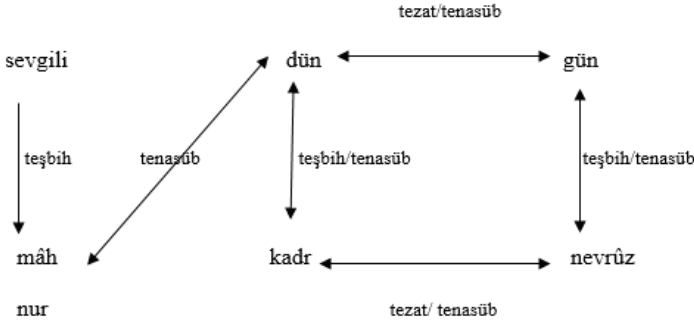 tezat/tenasüb
sevgili dün gün
teşbih tenasüb teşbih/tenasüb teşbih/tenasüb
mâh kadr nevrûz
nur tezat/ tenasüb